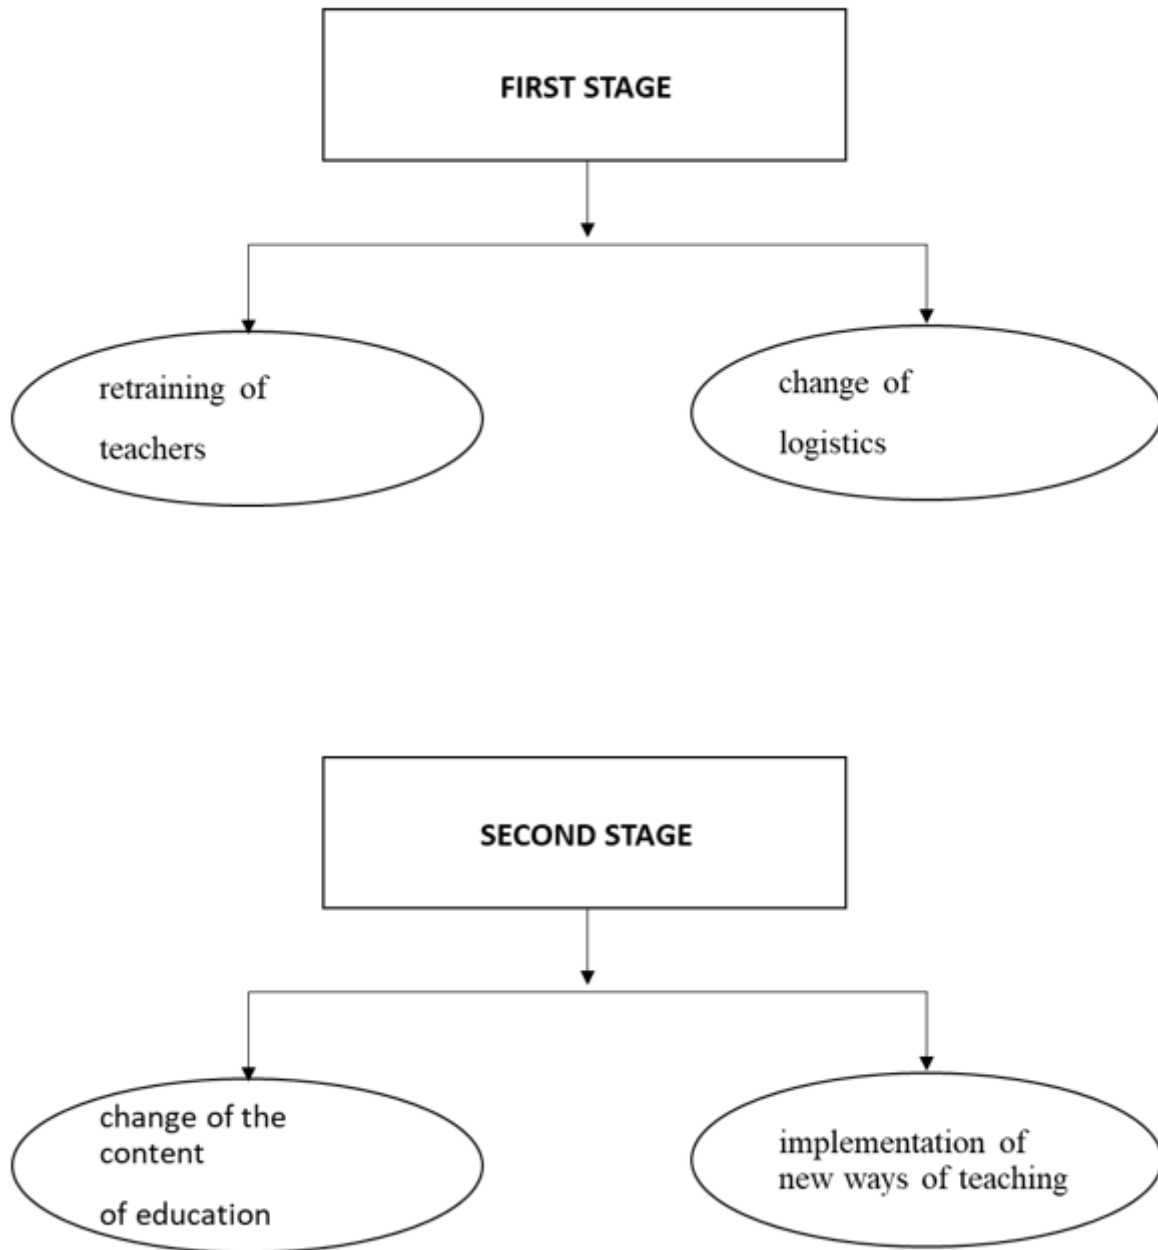 FIRST STAGE
retraining of
teachers
change of
logistics
SECOND STAGE
change of the
content
of education
implementation of
new ways of teaching